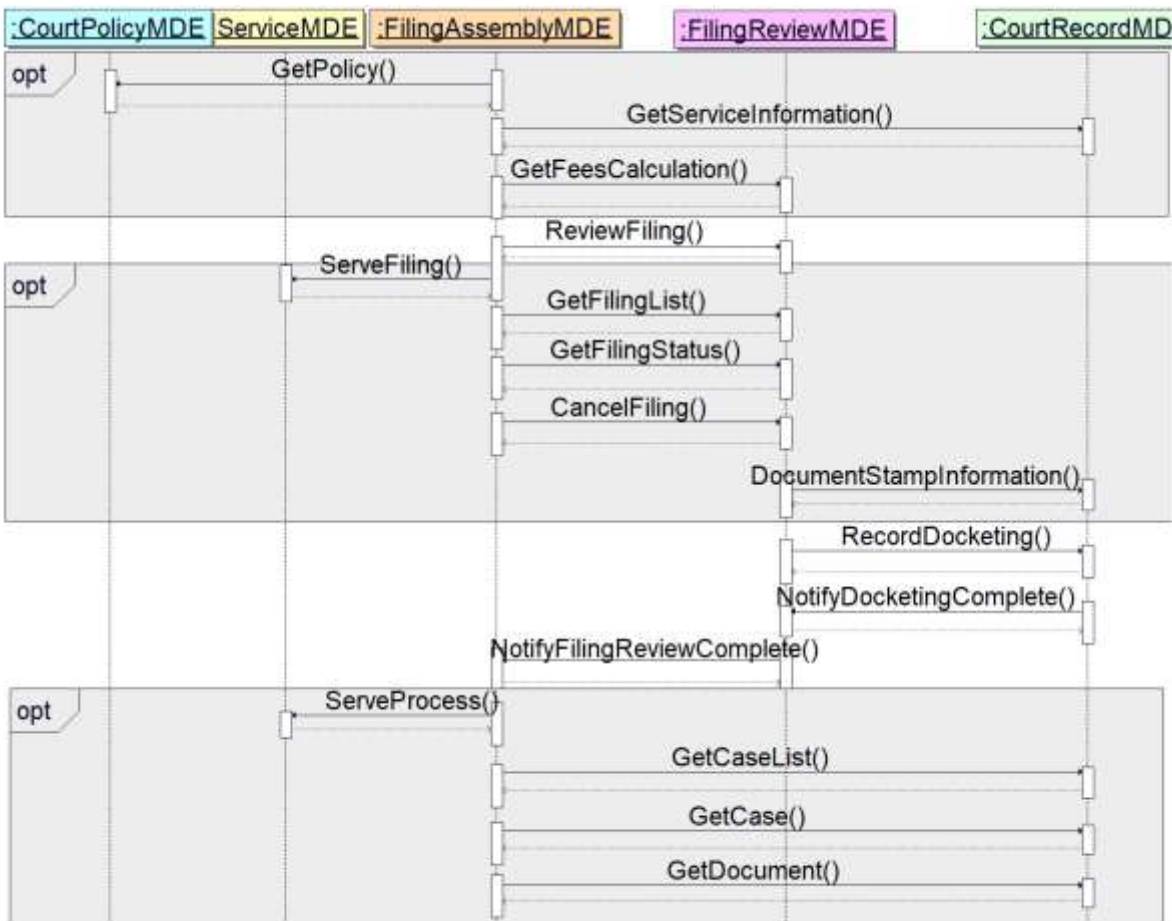 :CourtPolicyMDE ServiceMDE :FilingAssemblyMDE :FilingReviewMDE :CourtRecordMD
opt
GetPolicy()
GetServiceInformation()
GetFeesCalculation()
ReviewFiling()
opt
ServeFiling()
GetFilingList()
GetFilingStatus()
CancelFiling()
DocumentStampInformation()
RecordDocketing()
NotifyDocketingComplete()
NotifyFilingReviewComplete()
opt
ServeProcess()
GetCaseList()
GetCase()
GetDocument()